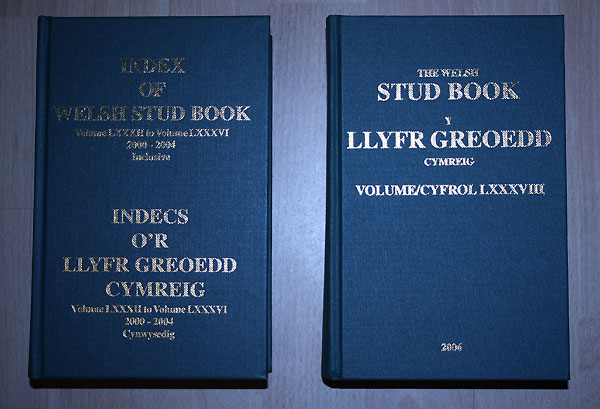 INDEX
OF
WELSH STUD BOOK
Volume LXXXII to Volume LXXXVI
2000 - 2004
Inclusive
INDECS
O'R
LLYFR GREOEDD
CYMREIG
Volume LXXXII to Volume LXXXVI
2000 - 2004
Cynwysedig
THE WELSH
STUD BOOK
Y
LLYFR GREOEDD
CYMREIG
VOLUME/CYFROL LXXXVIII
2006